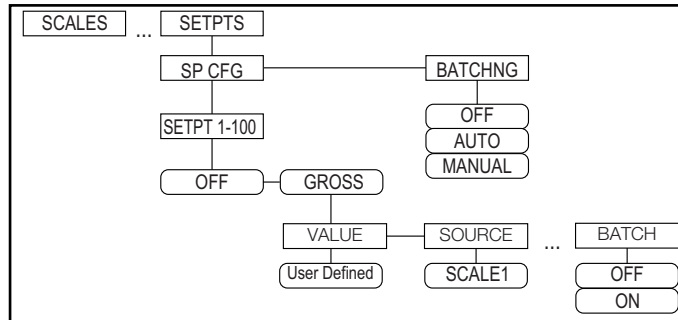 SCALES ... SETPTS
SP CFG BATCHNG
OFF
SETPT 1-100 AUTO
MANUAL
OFF GROSS
VALUE SOURCE ... BATCH
User Defined SCALE1 OFF
ON